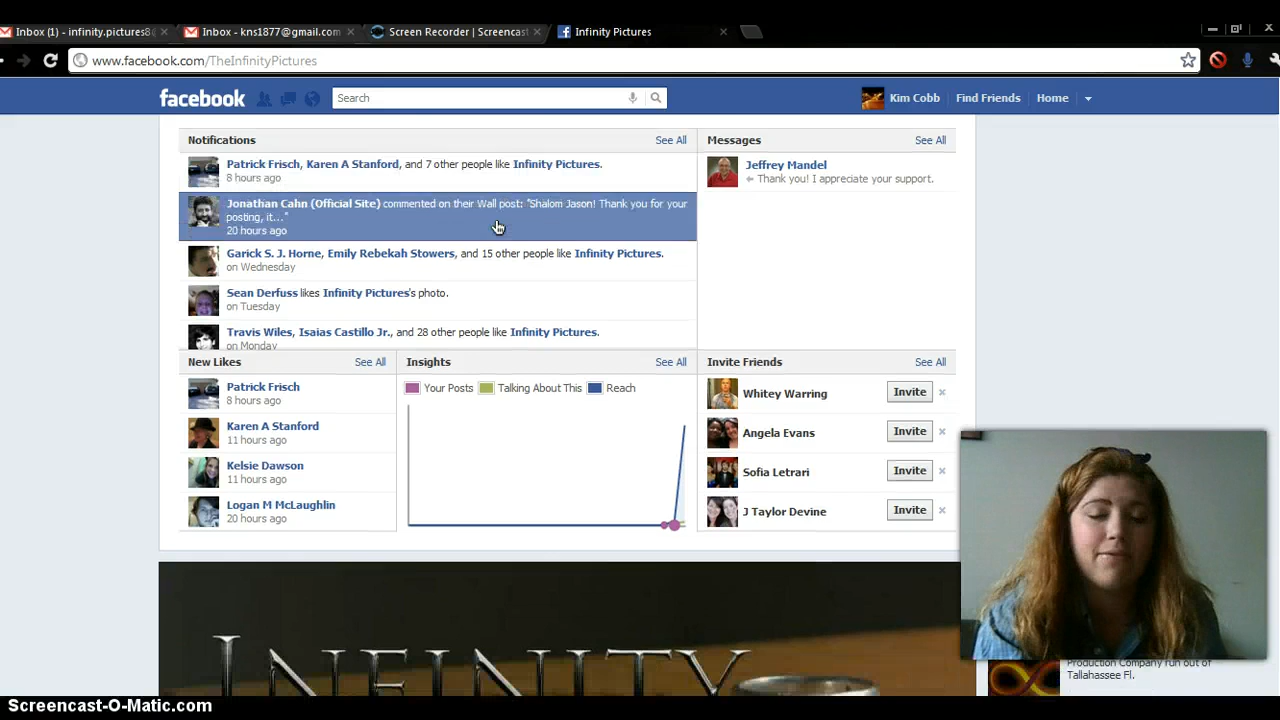 Inbox (1) - infinity.pictures8
Inbox - kns1877@gmail.com
Screen Recorder | Screencast
Infinity Pictures
www.facebook.com/TheInfinityPictures
facebook
Search
Kim Cobb
Find Friends
Home
Notifications
See All
Patrick Frisch, Karen A Stanford, and 7 other people like Infinity Pictures.
8 hours ago
Jonathan Cahn (Official Site) commented on their Wall post: "Shalom Jason! Thank you for your
posting, it..."
20 hours ago
Garick S. J. Horne, Emily Rebekah Stowers, and 15 other people like Infinity Pictures.
on Wednesday
Sean Derfuss likes Infinity Pictures's photo.
on Tuesday
Travis Wiles, Isaias Castillo Jr., and 28 other people like Infinity Pictures.
on Monday
Messages
See All
Jeffrey Mandel
Thank you! I appreciate your support.
New Likes
See All
Patrick Frisch
8 hours ago
Karen A Stanford
11 hours ago
Kelsie Dawson
11 hours ago
Logan M McLaughlin
20 hours ago
Insights
See All
Your Posts
Talking About This
Reach
Invite Friends
See All
Whitey Warring
Invite
Angela Evans
Invite
Sofia Letrari
Invite
J Taylor Devine
Invite
INFINITY
Production Company run out of
Tallahassee Fl.
Screencast-O-Matic.com